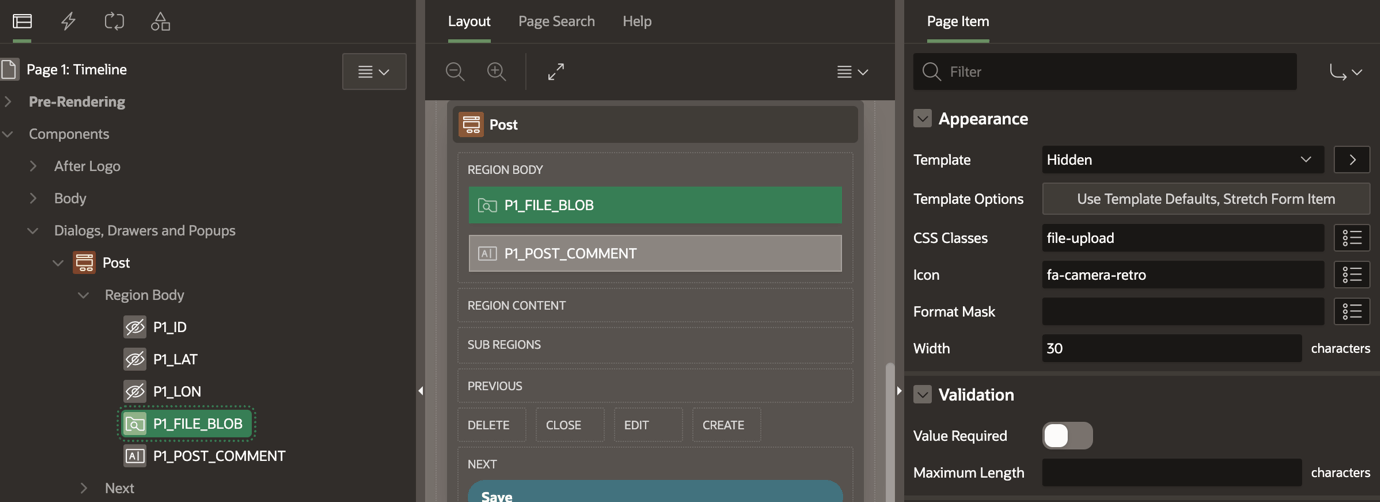 Page 1: Timeline
Pre-Rendering
Components
After Logo
Body
Dialogs, Drawers and Popups
Post
Region Body
P1_ID
P1_LAT
P1_LON
P1_FILE_BLOB
P1_POST_COMMENT
Next
Layout
Page Search
Help
Post
REGION BODY
P1_FILE_BLOB
P1_POST_COMMENT
REGION CONTENT
SUB REGIONS
PREVIOUS
DELETE
CLOSE
EDIT
CREATE
NEXT
Save
Page Item
Filter
Appearance
Template
Hidden
Template Options
Use Template Defaults, Stretch Form Item
CSS Classes
file-upload
Icon
fa-camera-retro
Format Mask
Width
30
characters
Validation
Value Required
Maximum Length
characters